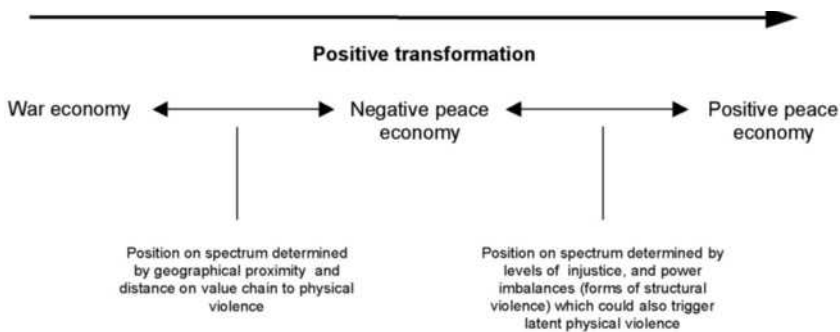 Positive transformation
War economy
Negative peace
economy
Positive peace
economy
Position on spectrum determined
by geographical proximity and
distance on value chain to physical
violence
Position on spectrum determined by
levels of injustice, and power
imbalances (forms of structural
violence) which could also trigger
latent physical violence